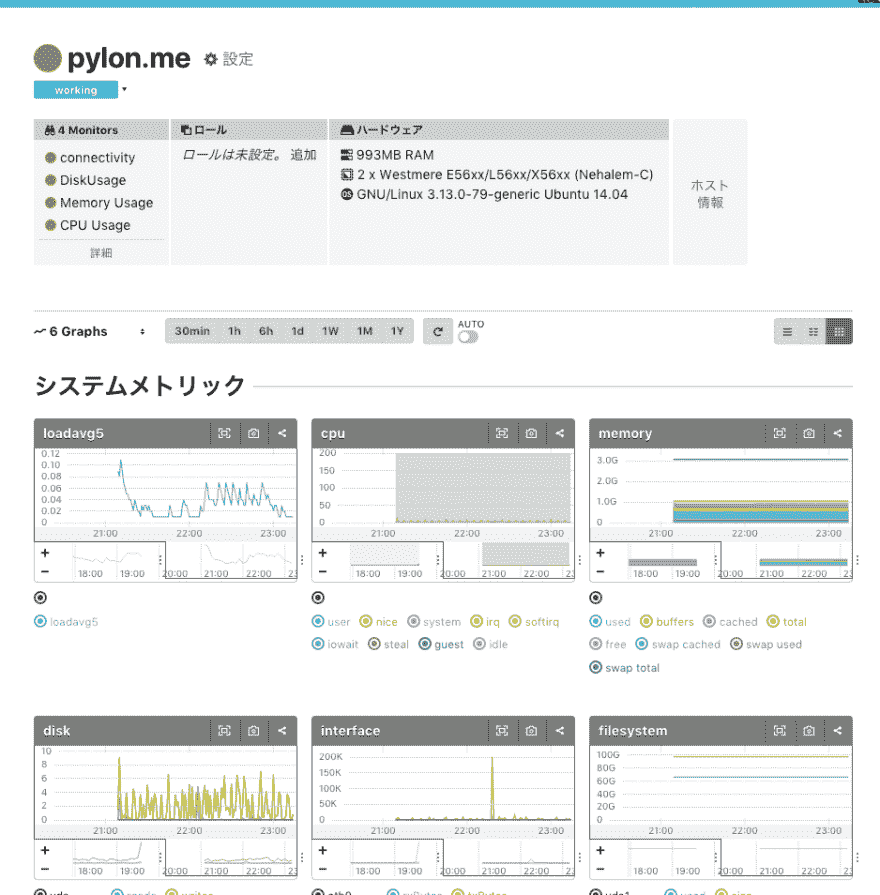 pylon.me 設定
working
4 Monitors
connectivity
DiskUsage
Memory Usage
CPU Usage
詳細
ロール
ロールは未設定。 追加
ハードウェア
993MB RAM
2 x Westmere E56xx/L56xx/X56xx (Nehalem-C)
GNU/Linux 3.13.0-79-generic Ubuntu 14.04
ホスト
情報
6 Graphs 30min 1h 6h 1d 1W 1M 1Y AUTO
システムメトリック
loadavg5
0.12
0.10
0.08
0.06
0.04
0.02
0
21:00 22:00 23:00
+
−
18:00 19:00 20:00 21:00 22:00 23
loadavg5
cpu
200
150
100
50
0
21:00 22:00 23:00
+
−
18:00 19:00 20:00 21:00 22:00 23
user nice system irq softirq
iowait steal guest idle
memory
3.0G
2.0G
1.0G
0
21:00 22:00 23:00
+
−
18:00 19:00 20:00 21:00 22:00 23
used buffers cached total
free swap cached swap used
swap total
disk
10
8
6
4
2
0
21:00 22:00 23:00
+
−
18:00 19:00 20:00 21:00 22:00 23
interface
200K
150K
100K
50K
0
21:00 22:00 23:00
+
−
18:00 19:00 20:00 21:00 22:00 23
filesystem
100G
80G
60G
40G
20G
0
21:00 22:00 23:00
+
−
18:00 19:00 20:00 21:00 22:00 23